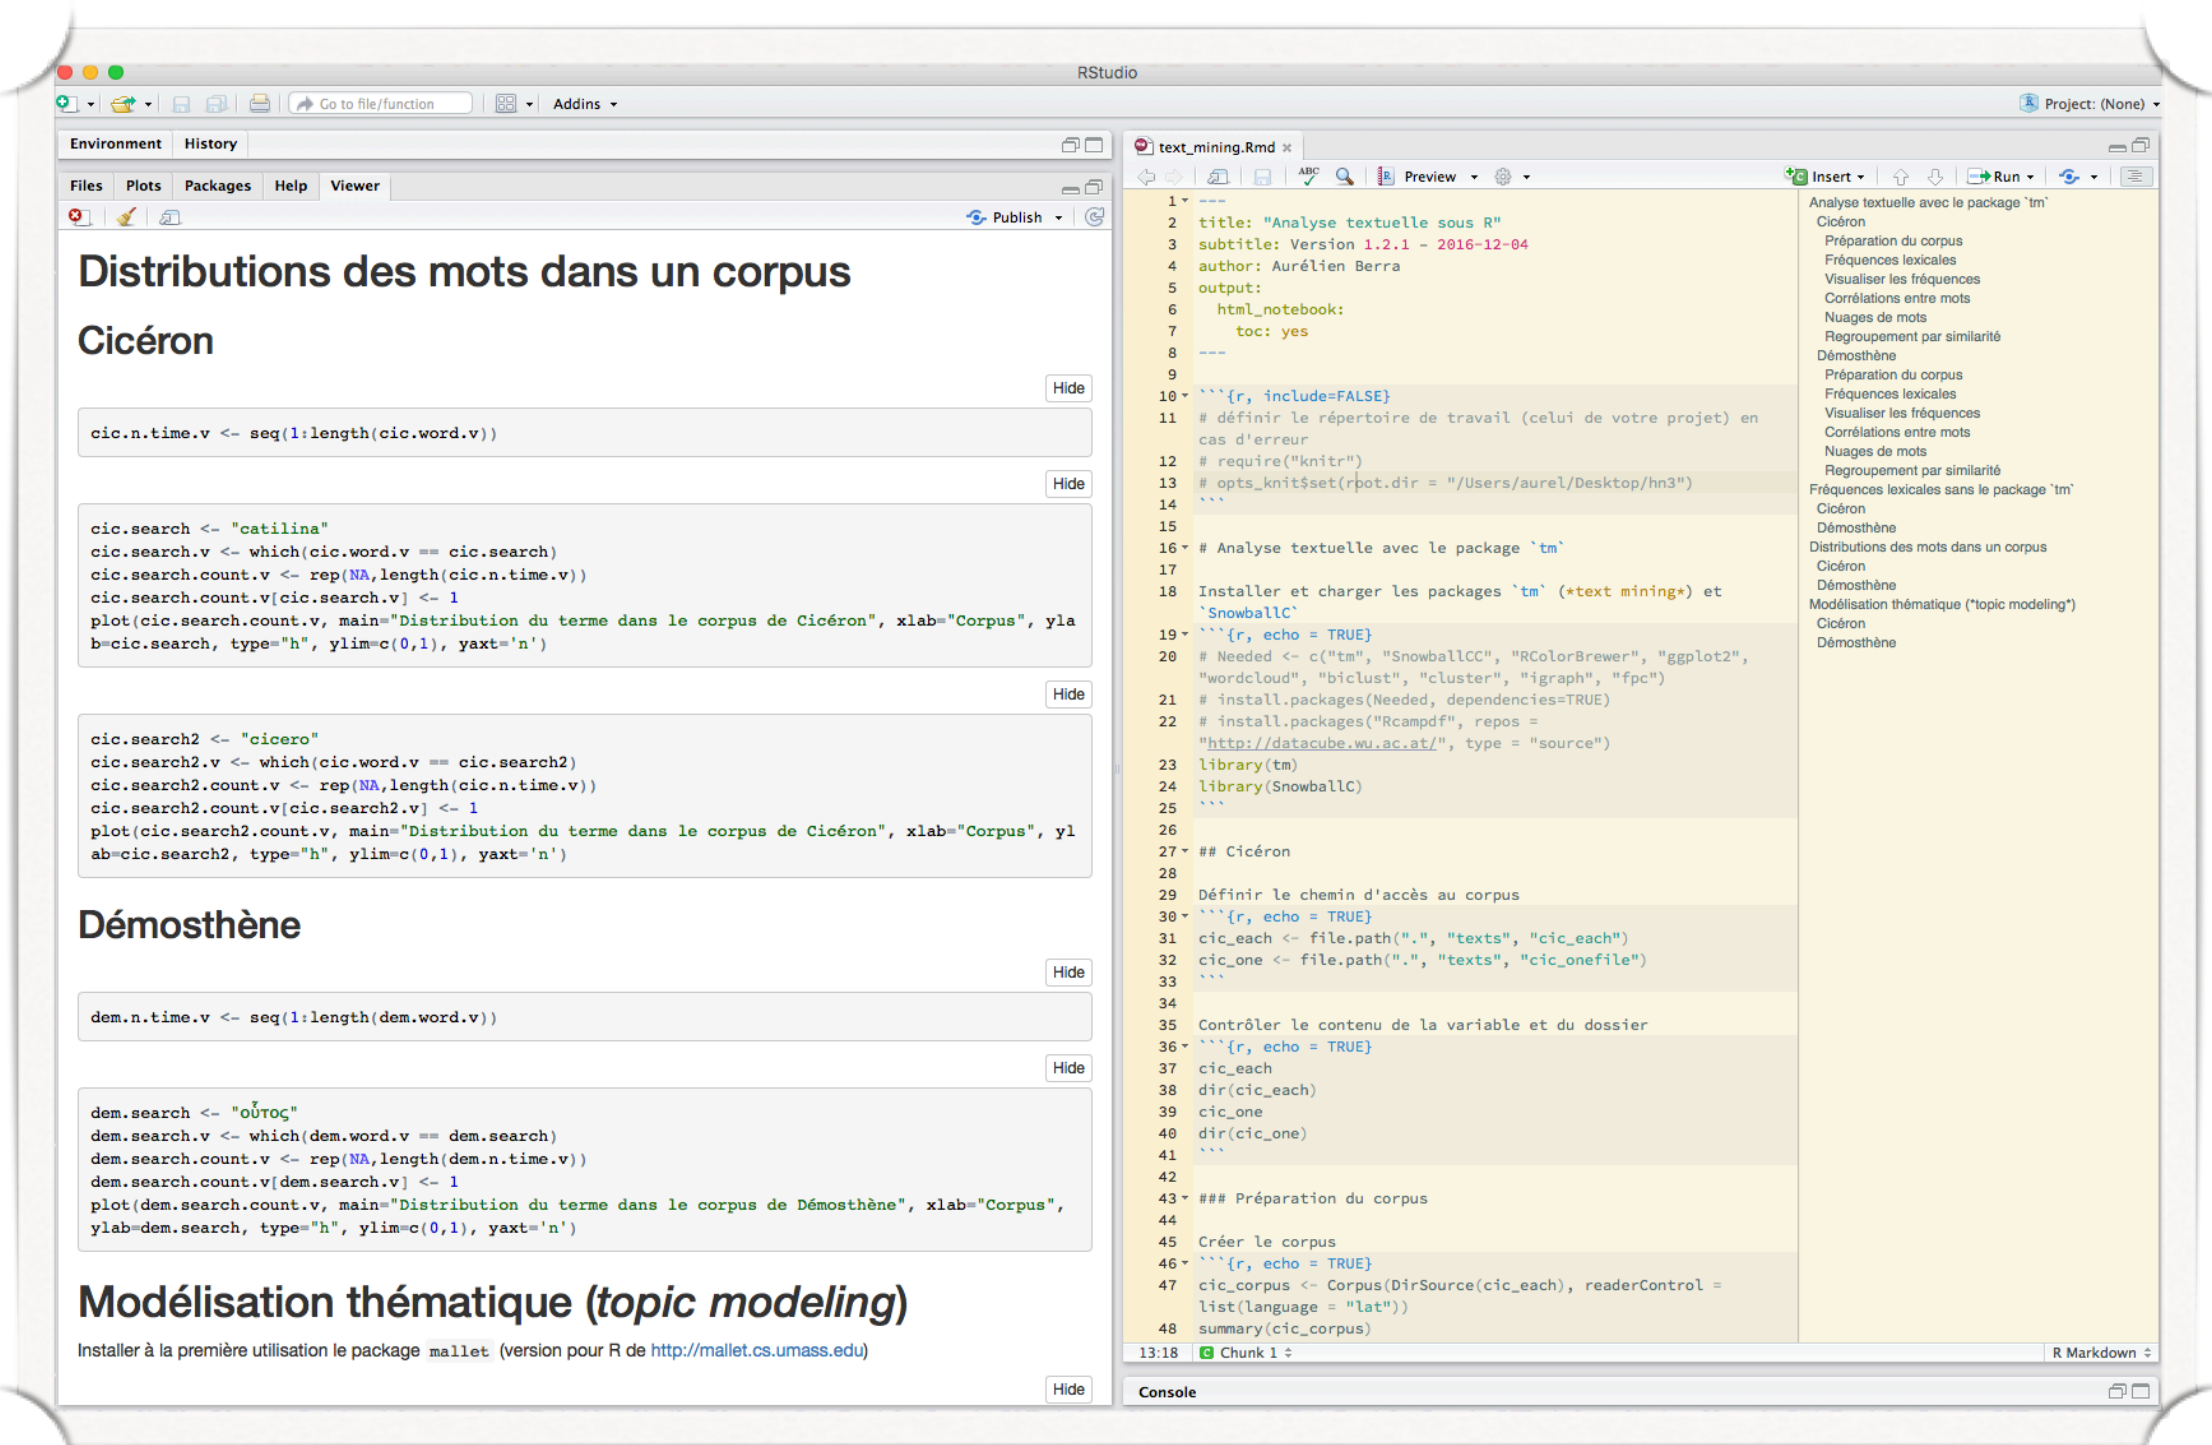 RStudio
Go to file/function
Addins
Project: (None)
Environment History
Files Plots Packages Help Viewer
Publish
Distributions des mots dans un corpus
Cicéron
Hide
cic.n.time.v <- seq(1:length(cic.word.v))
Hide
cic.search <- "catilina"
cic.search.v <- which(cic.word.v == cic.search)
cic.search.count.v <- rep(NA,length(cic.n.time.v))
cic.search.count.v[cic.search.v] <- 1
plot(cic.search.count.v, main="Distribution du terme dans le corpus de Cicéron", xlab="Corpus", yla
b=cic.search, type="h", ylim=c(0,1), yaxt='n')
Hide
cic.search2 <- "cicero"
cic.search2.v <- which(cic.word.v == cic.search2)
cic.search2.count.v <- rep(NA,length(cic.n.time.v))
cic.search2.count.v[cic.search2.v] <- 1
plot(cic.search2.count.v, main="Distribution du terme dans le corpus de Cicéron", xlab="Corpus", yl
ab=cic.search2, type="h", ylim=c(0,1), yaxt='n')
Démosthène
Hide
dem.n.time.v <- seq(1:length(dem.word.v))
Hide
dem.search <- "οὗτος"
dem.search.v <- which(dem.word.v == dem.search)
dem.search.count.v <- rep(NA,length(dem.n.time.v))
dem.search.count.v[dem.search.v] <- 1
plot(dem.search.count.v, main="Distribution du terme dans le corpus de Démosthène", xlab="Corpus",
ylab=dem.search, type="h", ylim=c(0,1), yaxt='n')
Modélisation thématique (topic modeling)
Installer à la première utilisation le package mallet (version pour R de http://mallet.cs.umass.edu)
Hide
text_mining.Rmd
ABC Preview Insert Run
1 ---
2 title: "Analyse textuelle sous R"
3 subtitle: Version 1.2.1 – 2016-12-04
4 author: Aurélien Berra
5 output:
6 html_notebook:
7 toc: yes
8 ---
9
10 ```{r, include=FALSE}
11 # définir le répertoire de travail (celui de votre projet) en
cas d'erreur
12 # require("knitr")
13 # opts_knit$set(root.dir = "/Users/aurel/Desktop/hn3")
14 ```
15
16 # Analyse textuelle avec le package `tm`
17
18 Installer et charger les packages `tm` (*text mining*) et
`SnowballC`
19 ```{r, echo = TRUE}
20 # Needed <- c("tm", "SnowballCC", "RColorBrewer", "ggplot2",
"wordcloud", "biclust", "cluster", "igraph", "fpc")
21 # install.packages(Needed, dependencies=TRUE)
22 # install.packages("Rcampdf", repos =
"http://datacube.wu.ac.at/", type = "source")
23 library(tm)
24 library(SnowballC)
25 ```
26
27 ## Cicéron
28
29 Définir le chemin d'accès au corpus
30 ```{r, echo = TRUE}
31 cic_each <- file.path(".", "texts", "cic_each")
32 cic_one <- file.path(".", "texts", "cic_onefile")
33 ```
34
35 Contrôler le contenu de la variable et du dossier
36 ```{r, echo = TRUE}
37 cic_each
38 dir(cic_each)
39 cic_one
40 dir(cic_one)
41 ```
42
43 ### Préparation du corpus
44
45 Créer le corpus
46 ```{r, echo = TRUE}
47 cic_corpus <- Corpus(DirSource(cic_each), readerControl =
list(language = "lat"))
48 summary(cic_corpus)
Analyse textuelle avec le package `tm`
Cicéron
Préparation du corpus
Fréquences lexicales
Visualiser les fréquences
Corrélations entre mots
Nuages de mots
Regroupement par similarité
Démosthène
Préparation du corpus
Fréquences lexicales
Visualiser les fréquences
Corrélations entre mots
Nuages de mots
Regroupement par similarité
Fréquences lexicales sans le package `tm`
Cicéron
Démosthène
Distributions des mots dans un corpus
Cicéron
Démosthène
Modélisation thématique (*topic modeling*)
Cicéron
Démosthène
13:18 C Chunk 1 R Markdown
Console